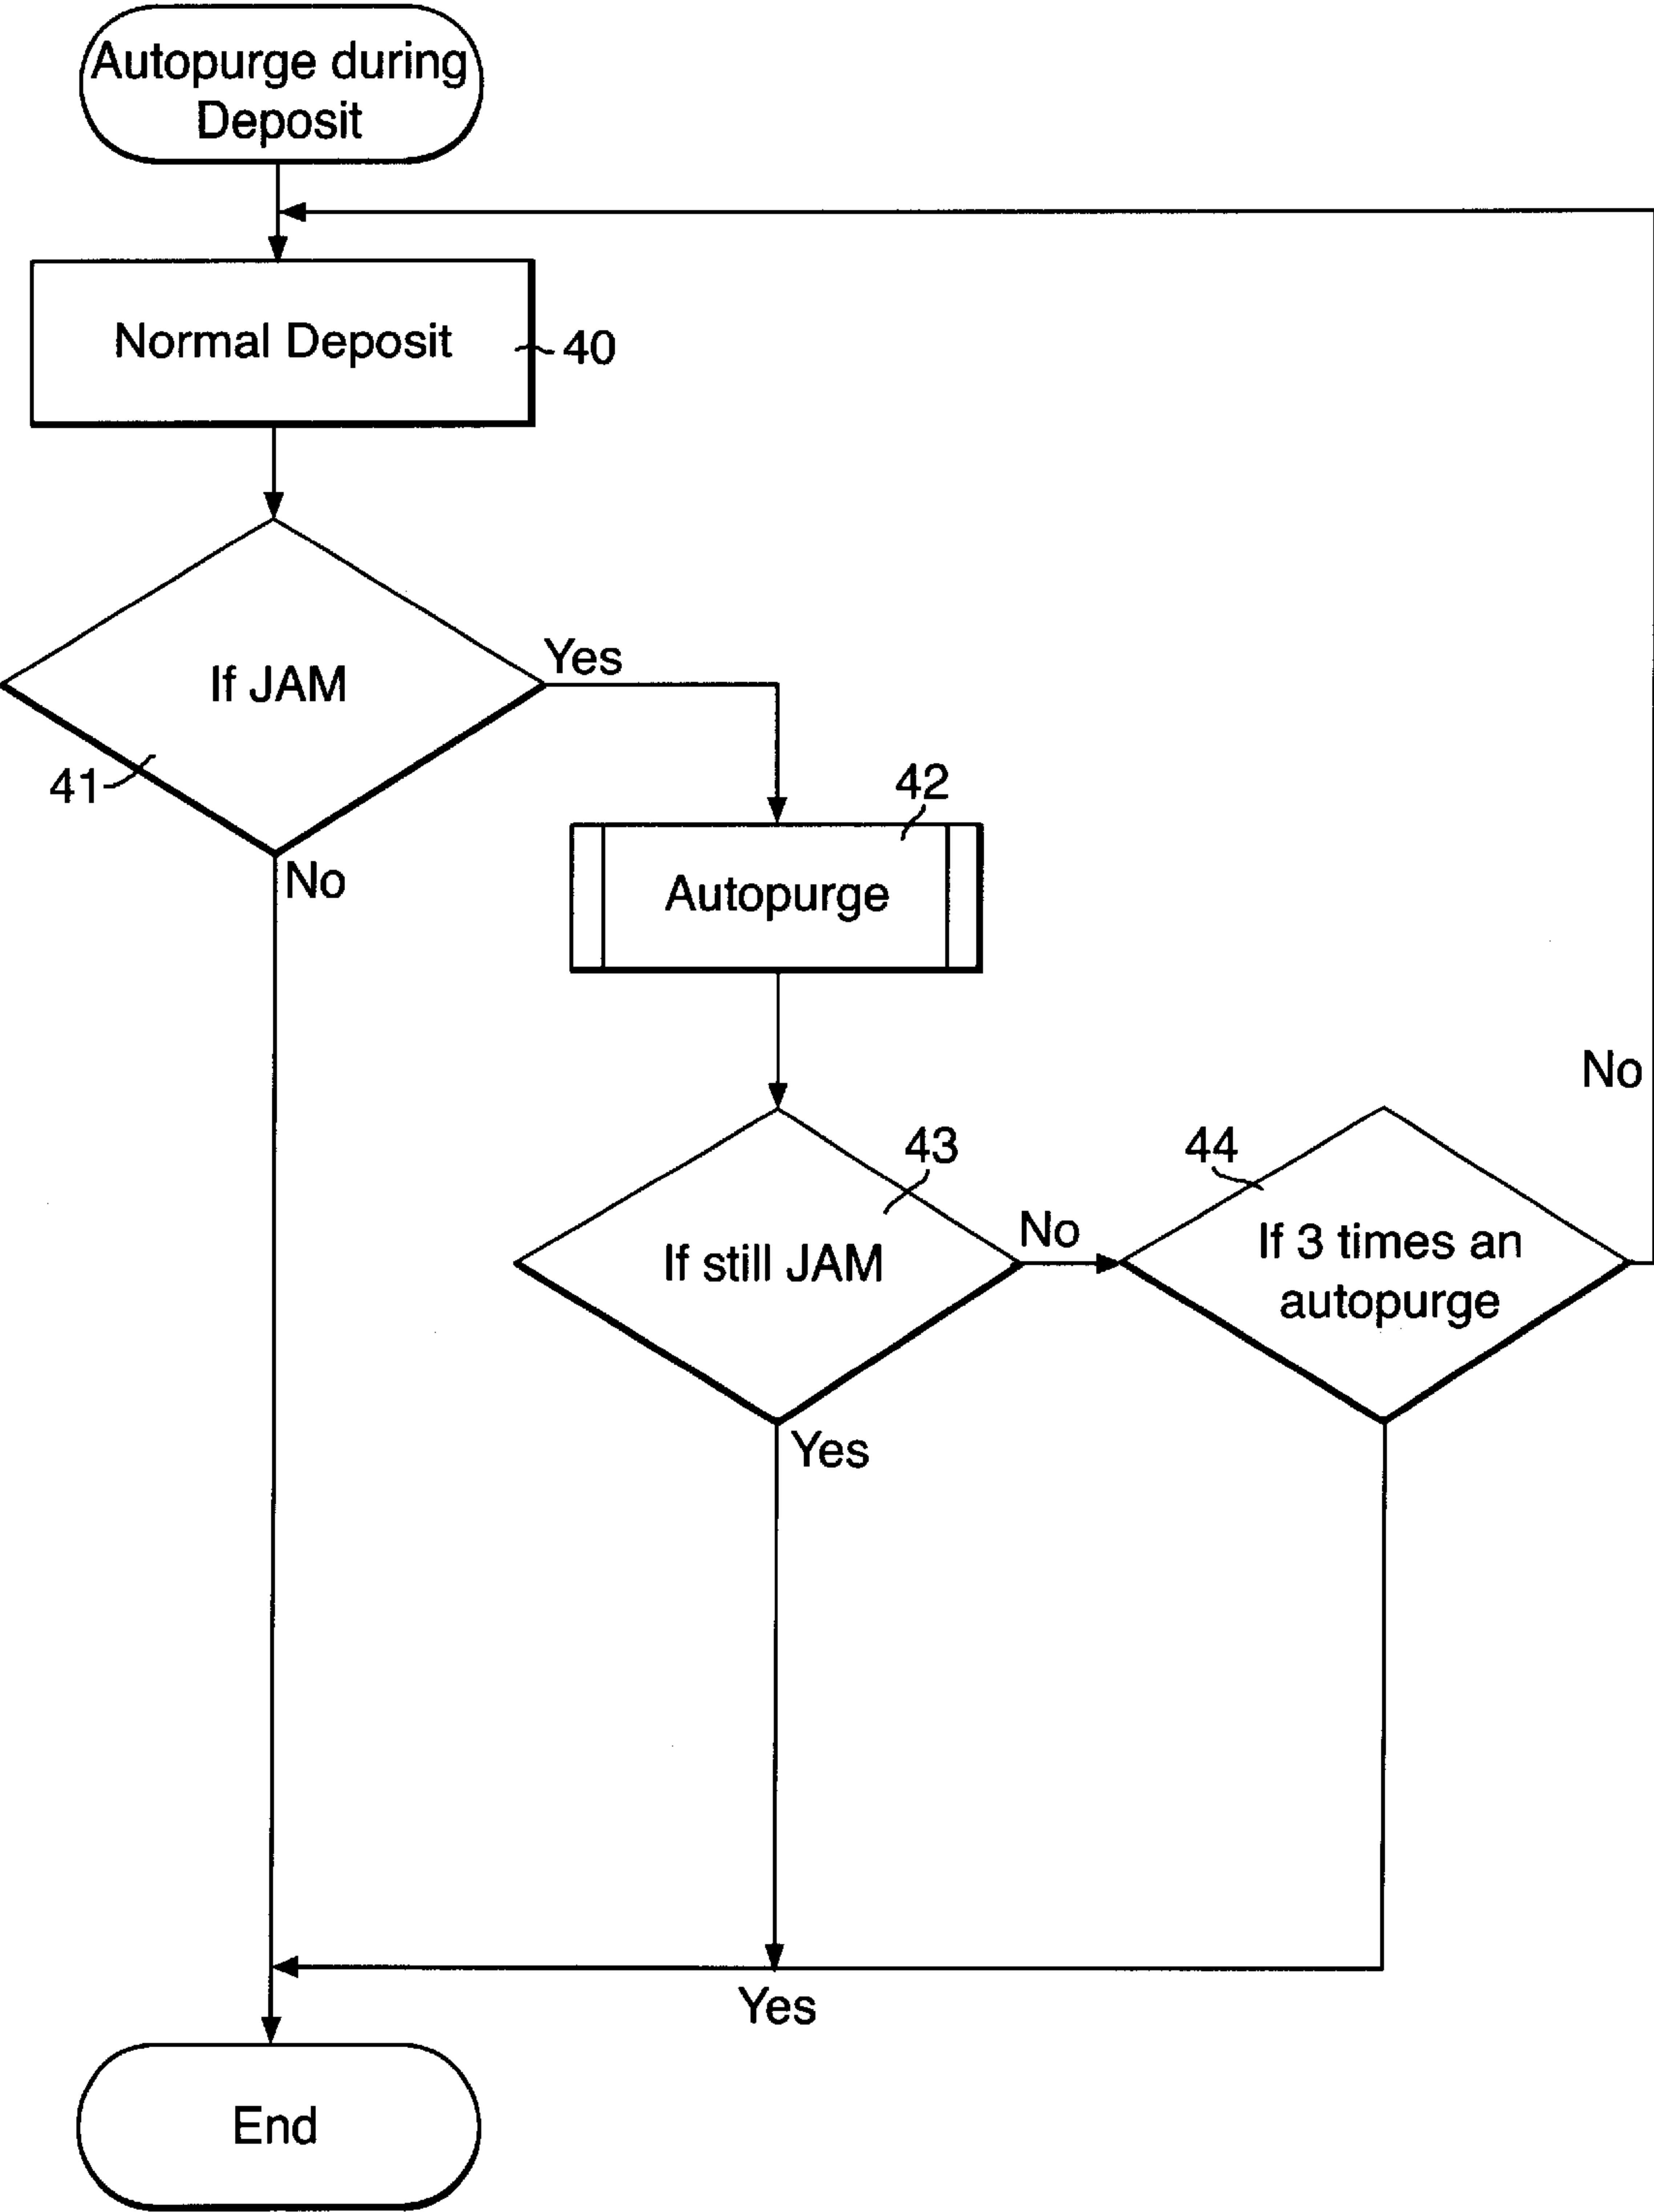 Autopurge during
Deposit
Normal Deposit
40
If JAM
Yes
41
No
42
Autopurge
No
43
44
If still JAM
No
If 3 times an
autopurge
Yes
Yes
End